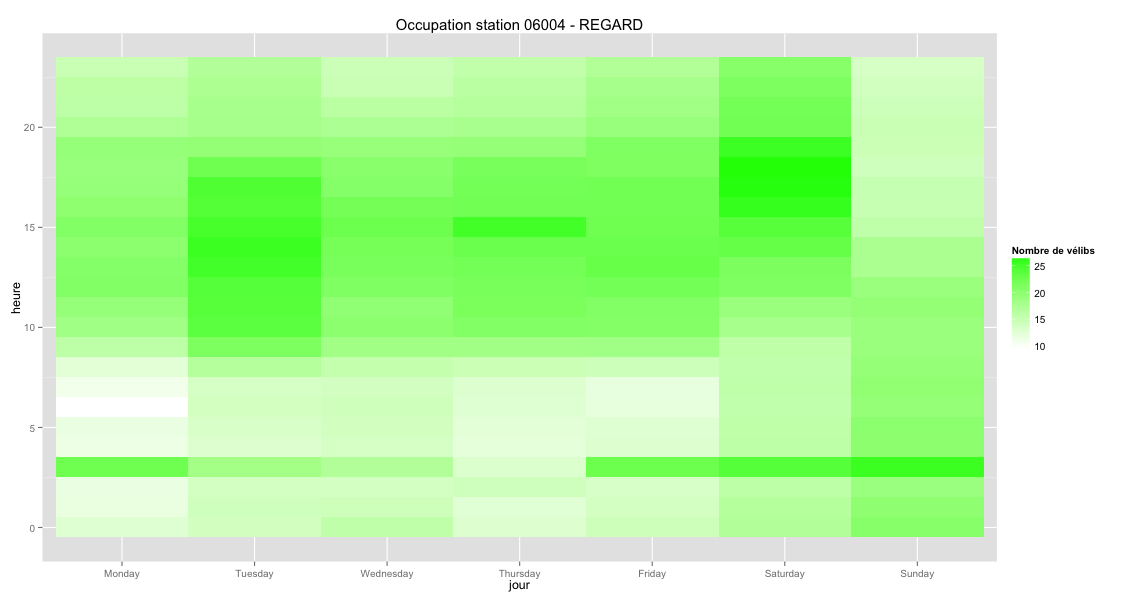 Occupation station 06004 - REGARD
heure
20
15
10
5
0
Monday Tuesday Wednesday Thursday Friday Saturday Sunday
jour
Nombre de vélibs
25
20
15
10